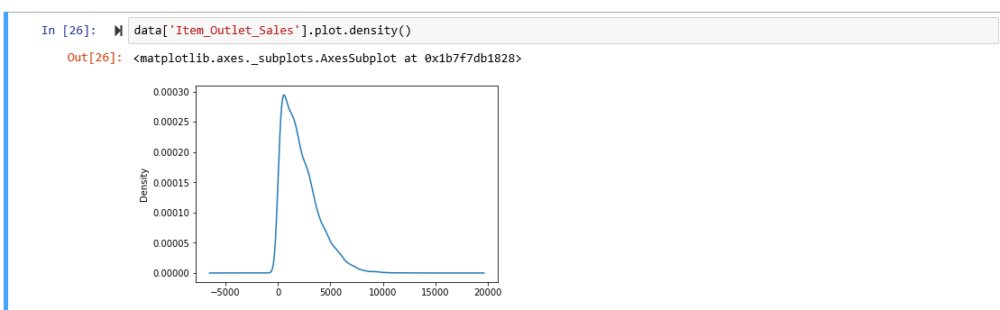 In [26]: data['Item_Outlet_Sales'].plot.density()
Out[26]: <matplotlib.axes._subplots.AxesSubplot at 0x1b7f7db1828>
0.00030
0.00025
0.00020
0.00015
0.00010
0.00005
0.00000
Density
−5000 0 5000 10000 15000 20000